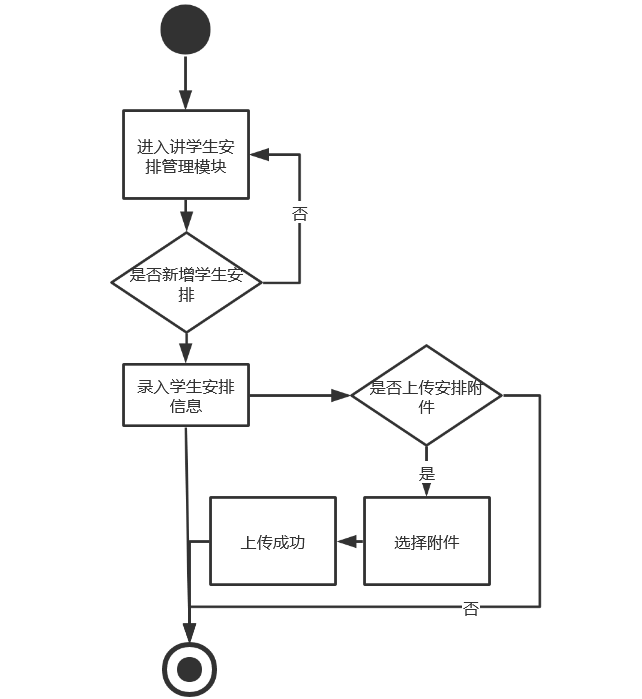 进入讲学生安
排管理模块
否
是否新增学生安
排
录入学生安排
信息
是否上传安排附
件
是
上传成功
选择附件
否